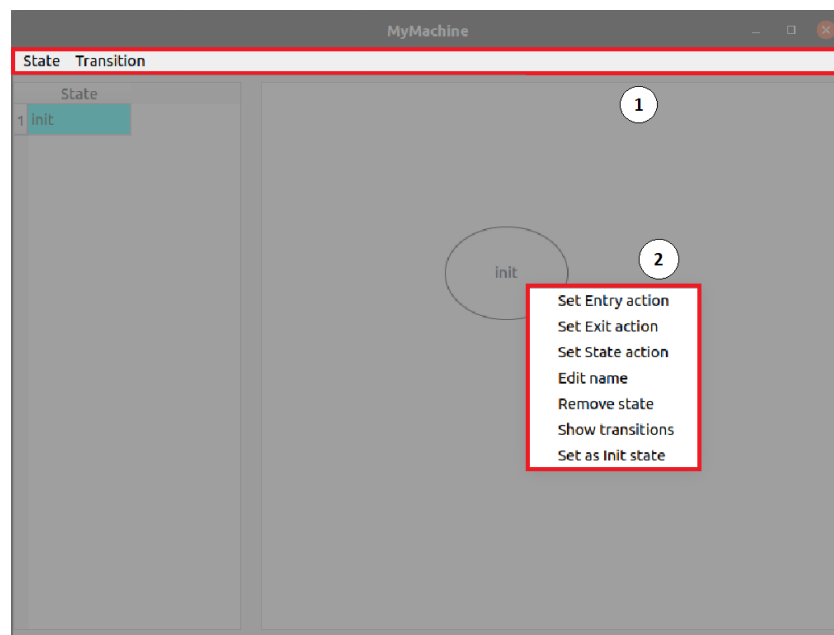 MyMachine
State Transition
State
1 init
1
init
2
Set Entry action
Set Exit action
Set State action
Edit name
Remove state
Show transitions
Set as Init state